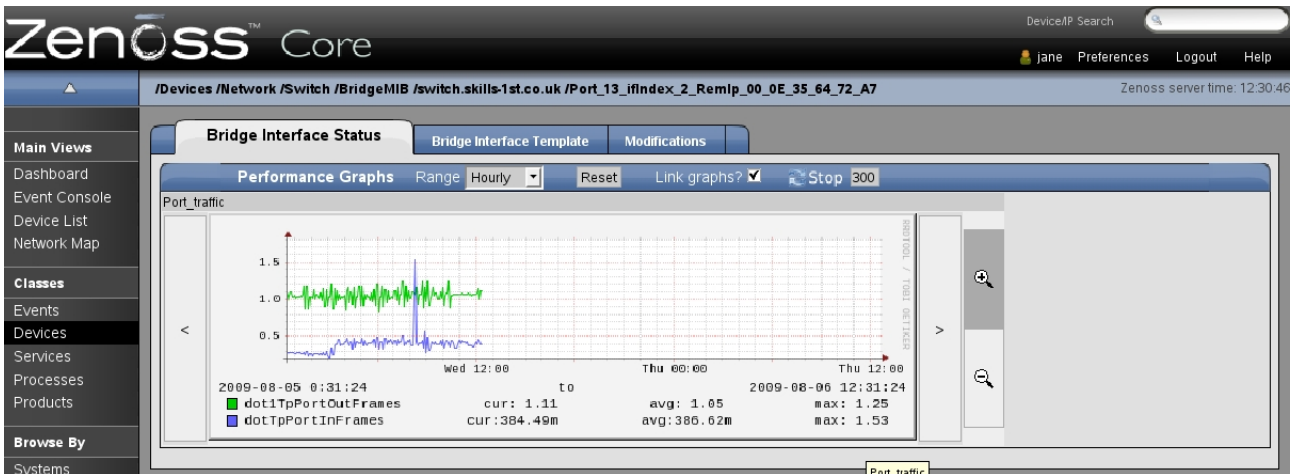 Zenoss™ Core
Device/IP Search
jane Preferences Logout Help
/Devices /Network /Switch /BridgeMIB /switch.skills-1st.co.uk /Port_13_ifIndex_2_RemIp_00_0E_35_64_72_A7
Zenoss server time: 12:30:46
Main Views
Dashboard
Event Console
Device List
Network Map
Classes
Events
Devices
Services
Processes
Products
Browse By
Systems
Bridge Interface Status
Bridge Interface Template
Modifications
Performance Graphs Range Hourly Reset Link graphs? Stop 300
Port_traffic
<
1.5
1.0
0.5
Wed 12:00 Thu 00:00 Thu 12:00
2009-08-05 0:31:24 to 2009-08-06 12:31:24
dot1TpPortOutFrames cur: 1.11 avg: 1.05 max: 1.25
dotTpPortInFrames cur:384.49m avg:386.62m max: 1.53
RRDTOOL / TOBI OETIKER
>
Port_traffic